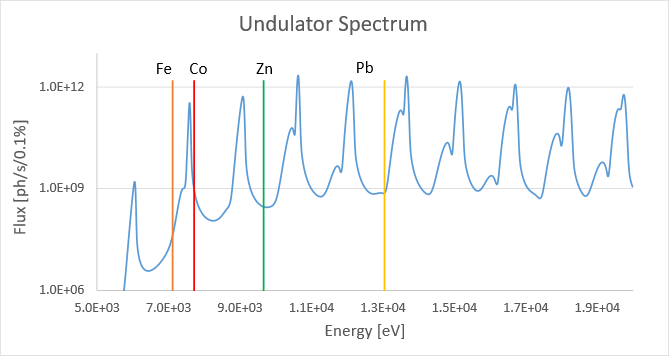 Undulator Spectrum
Fe Co Zn Pb
1.0E+12
1.0E+09
1.0E+06
Flux [ph/s/0.1%]
5.0E+03 7.0E+03 9.0E+03 1.1E+04 1.3E+04 1.5E+04 1.7E+04 1.9E+04
Energy [eV]